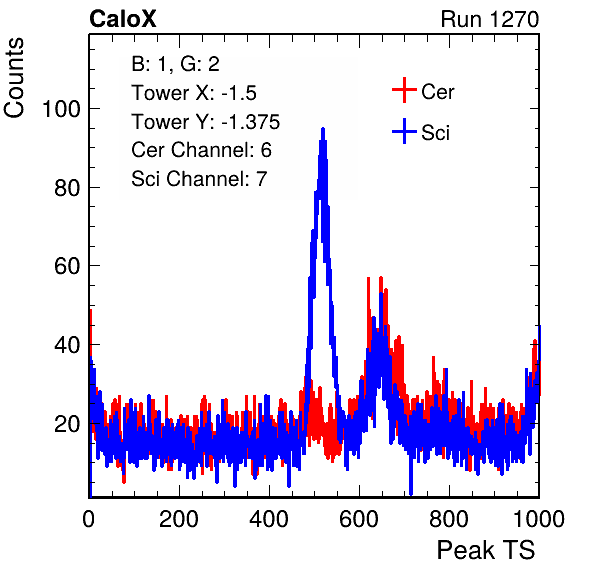 CaloX Run 1270
Counts
B: 1, G: 2
Tower X: -1.5
Tower Y: -1.375
Cer Channel: 6
Sci Channel: 7
Cer
Sci
100
80
60
40
20
0 200 400 600 800 1000
Peak TS